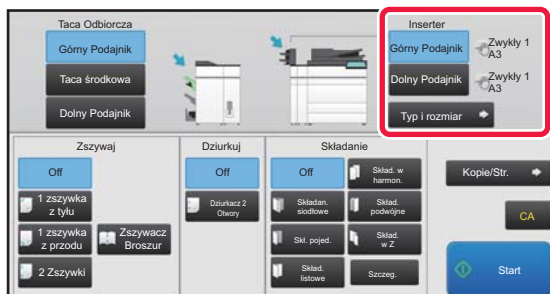 Taca Odbiorcza
Górny Podajnik
Taca środkowa
Dolny Podajnik
Inserter
Górny Podajnik
Zwykły 1
A3
Dolny Podajnik
Zwykły 1
A3
Typ i rozmiar
Zszywaj
Off
1 zszywka
z tyłu
1 zszywka
z przodu
Zszywacz
Broszur
2 Zszywki
Dziurkuj
Off
Dziurkacz 2
Otwory
Składanie
Off
Skład. w
harmon.
Składan.
siodłowe
Skład.
podwójne
Skł. pojed.
Skład.
w Z
Skład.
listowe
Szczeg.
Kopie/Str.
CA
Start